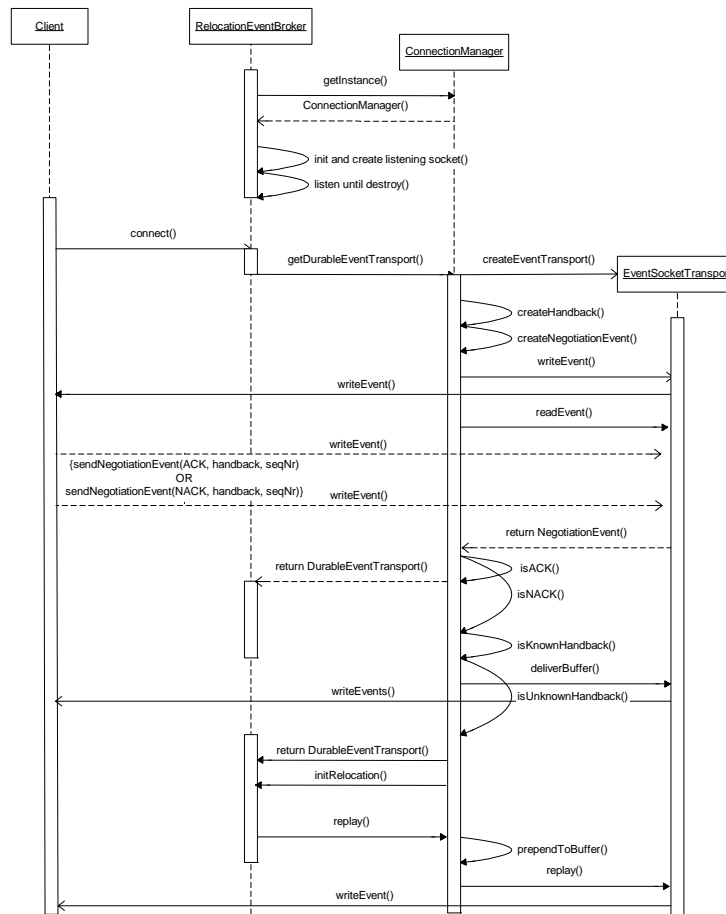 Client
RelocationEventBroker
ConnectionManager
getInstance()
ConnectionManager()
init and create listening socket()
listen until destroy()
connect()
getDurableEventTransport()
createEventTransport()
EventSocketTransport
createHandback()
createNegotiationEvent()
writeEvent()
writeEvent()
readEvent()
writeEvent()
{sendNegotiationEvent(ACK, handback, seqNr)
OR
sendNegotiationEvent(NACK, handback, seqNr)}
writeEvent()
return NegotiationEvent()
return DurableEventTransport()
isACK()
isNACK()
isKnownHandback()
deliverBuffer()
writeEvents()
isUnknownHandback()
return DurableEventTransport()
initRelocation()
replay()
prependToBuffer()
replay()
writeEvent()